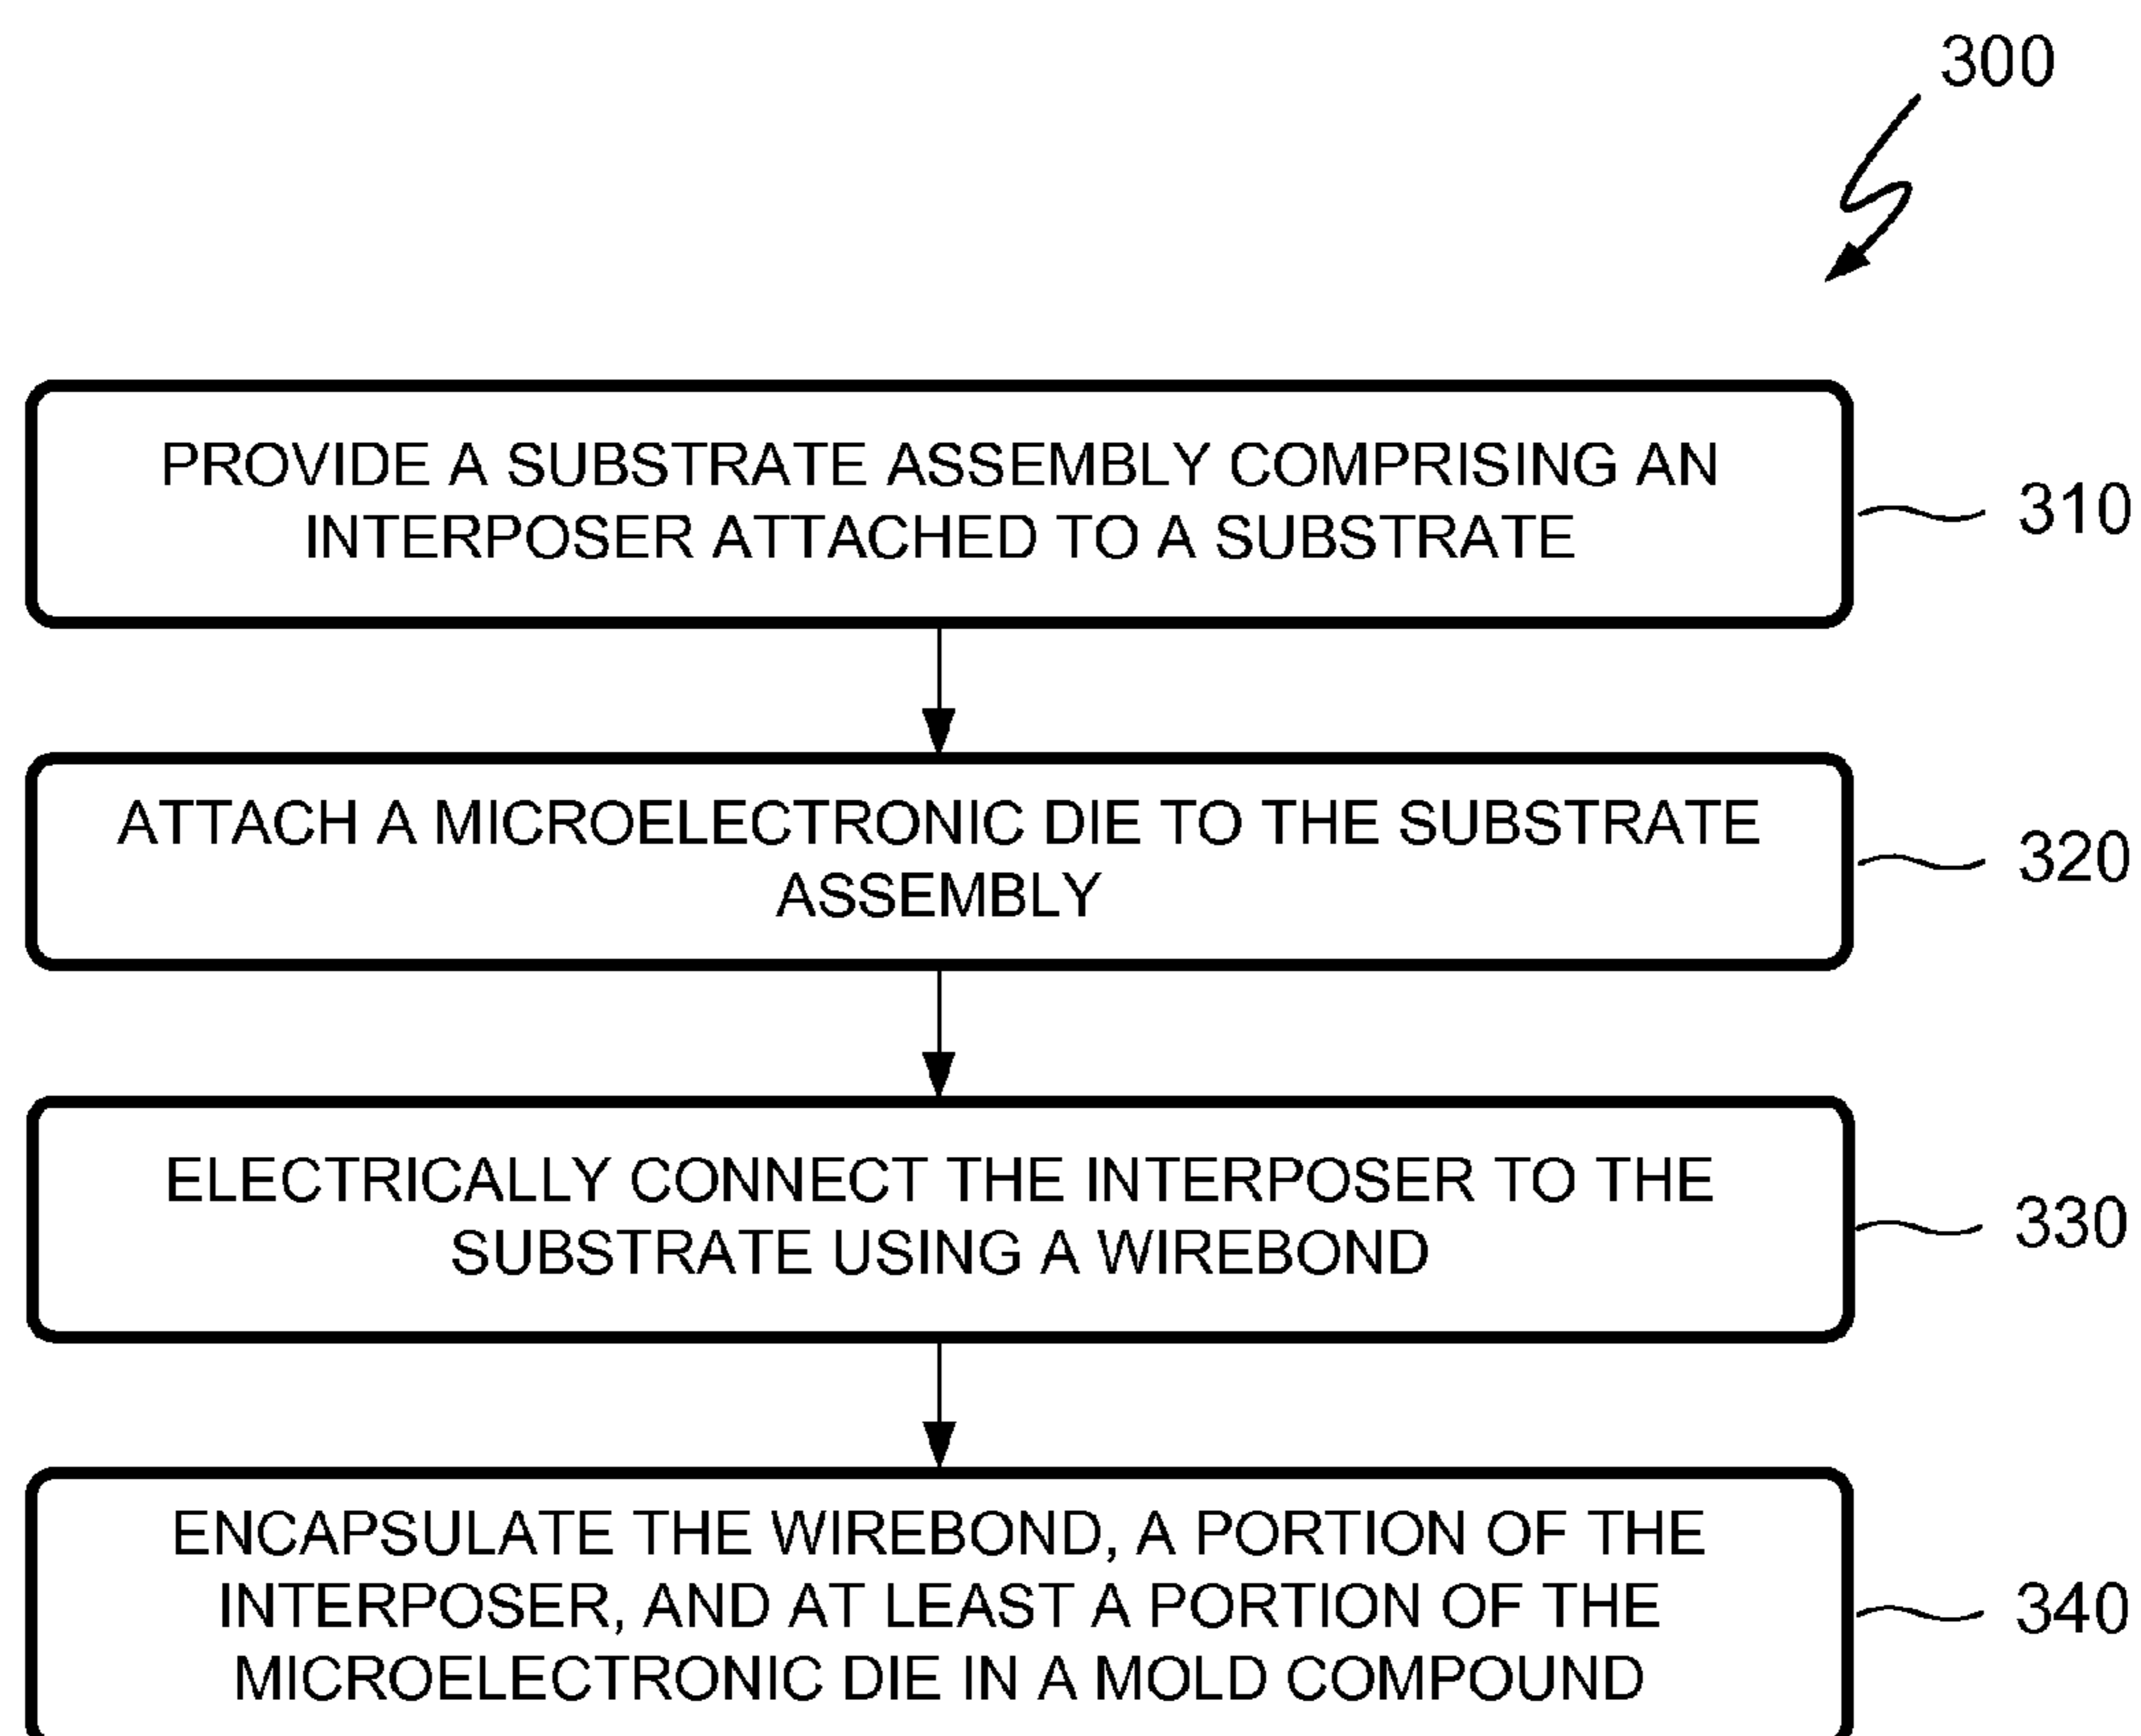 300
PROVIDE A SUBSTRATE ASSEMBLY COMPRISING AN
INTERPOSER ATTACHED TO A SUBSTRATE
310
ATTACH A MICROELECTRONIC DIE TO THE SUBSTRATE
ASSEMBLY
320
ELECTRICALLY CONNECT THE INTERPOSER TO THE
SUBSTRATE USING A WIREBOND
330
ENCAPSULATE THE WIREBOND, A PORTION OF THE
INTERPOSER, AND AT LEAST A PORTION OF THE
MICROELECTRONIC DIE IN A MOLD COMPOUND
340